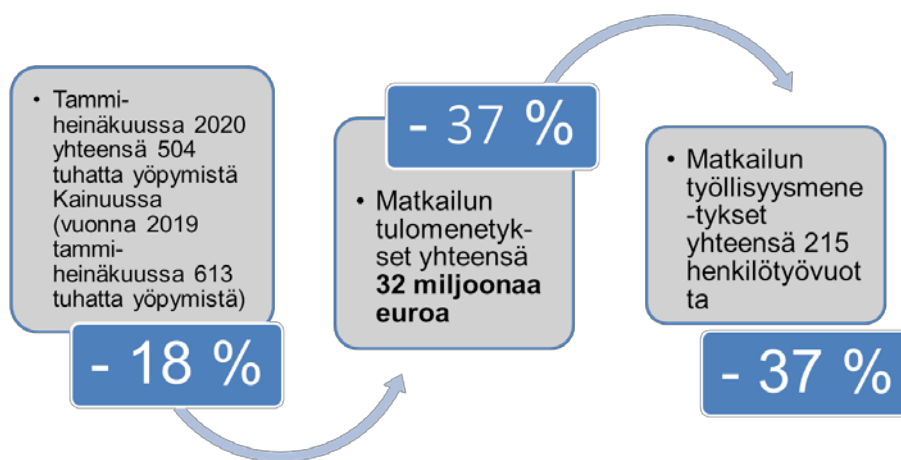 • Tammi-
heinäkuussa 2020
yhteensä 504
tuhatta yöpymistä
Kainuussa
(vuonna 2019
tammi-
heinäkuussa 613
tuhatta yöpymistä)
- 18 %
- 37 %
• Matkailun
tulomenetyk-
set yhteensä
32 miljoonaa
euroa
• Matkailun
työllisyysmene
-tykset
yhteensä 215
henkilötyövuot
ta
- 37 %